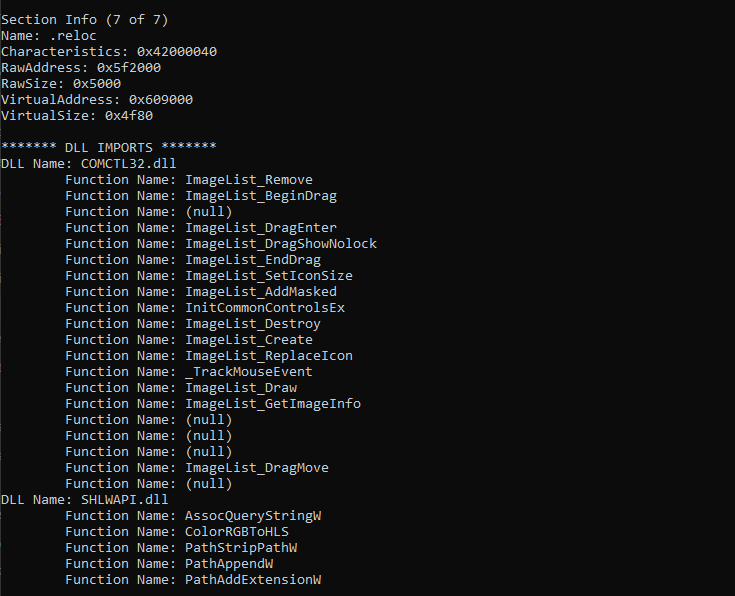 Section Info (7 of 7)
Name: .reloc
Characteristics: 0x42000040
RawAddress: 0x5f2000
RawSize: 0x5000
VirtualAddress: 0x609000
VirtualSize: 0x4f80
******* DLL IMPORTS *******
DLL Name: COMCTL32.dll
Function Name: ImageList_Remove
Function Name: ImageList_BeginDrag
Function Name: (null)
Function Name: ImageList_DragEnter
Function Name: ImageList_DragShowNolock
Function Name: ImageList_EndDrag
Function Name: ImageList_SetIconSize
Function Name: ImageList_AddMasked
Function Name: InitCommonControlsEx
Function Name: ImageList_Destroy
Function Name: ImageList_Create
Function Name: ImageList_ReplaceIcon
Function Name: _TrackMouseEvent
Function Name: ImageList_Draw
Function Name: ImageList_GetImageInfo
Function Name: (null)
Function Name: (null)
Function Name: (null)
Function Name: ImageList_DragMove
Function Name: (null)
DLL Name: SHLWAPI.dll
Function Name: AssocQueryStringW
Function Name: ColorRGBToHLS
Function Name: PathStripPathW
Function Name: PathAppendW
Function Name: PathAddExtensionW